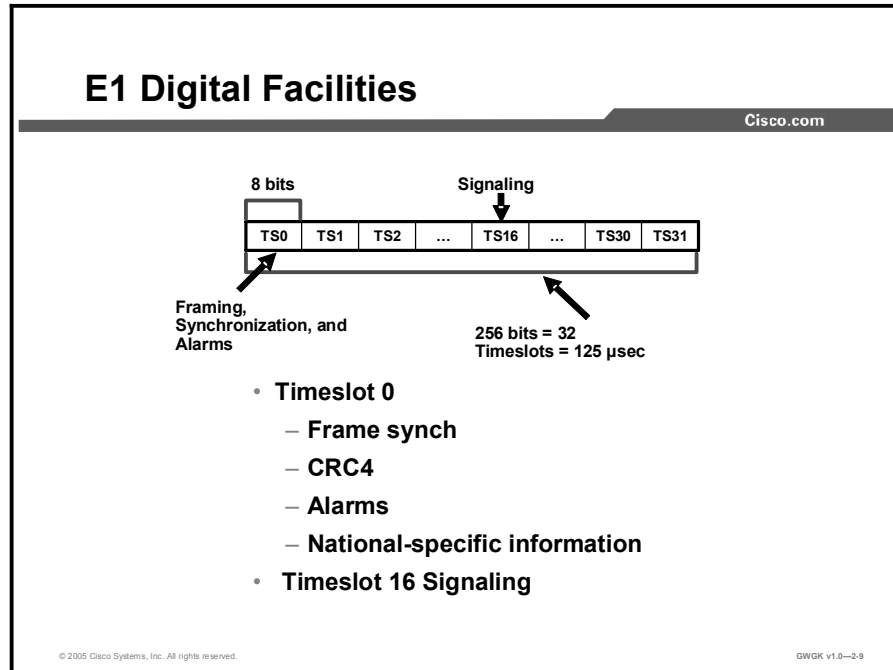 E1 Digital Facilities
Cisco.com
8 bits
Signaling
TS0 TS1 TS2 ... TS16 ... TS30 TS31
Framing,
Synchronization, and
Alarms
256 bits = 32
Timeslots = 125 µsec
• Timeslot 0
– Frame synch
– CRC4
– Alarms
– National-specific information
• Timeslot 16 Signaling
© 2005 Cisco Systems, Inc. All rights reserved.
GWGK v1.0—2-9